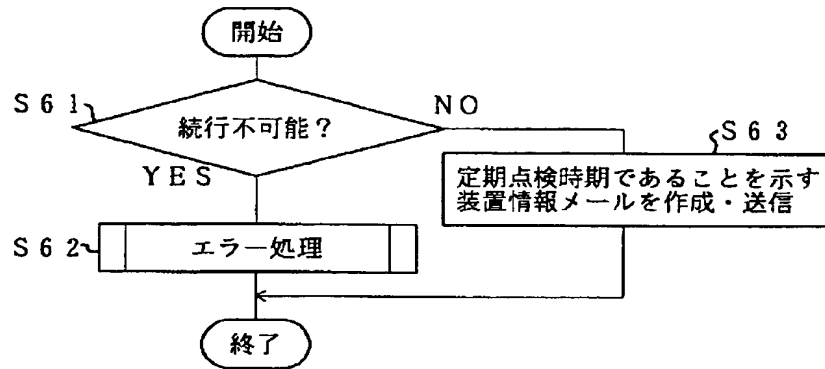 開始
S61
続行不可能？
NO
YES
S63
定期点検時期であることを示す
装置情報メールを作成・送信
S62
エラー処理
終了